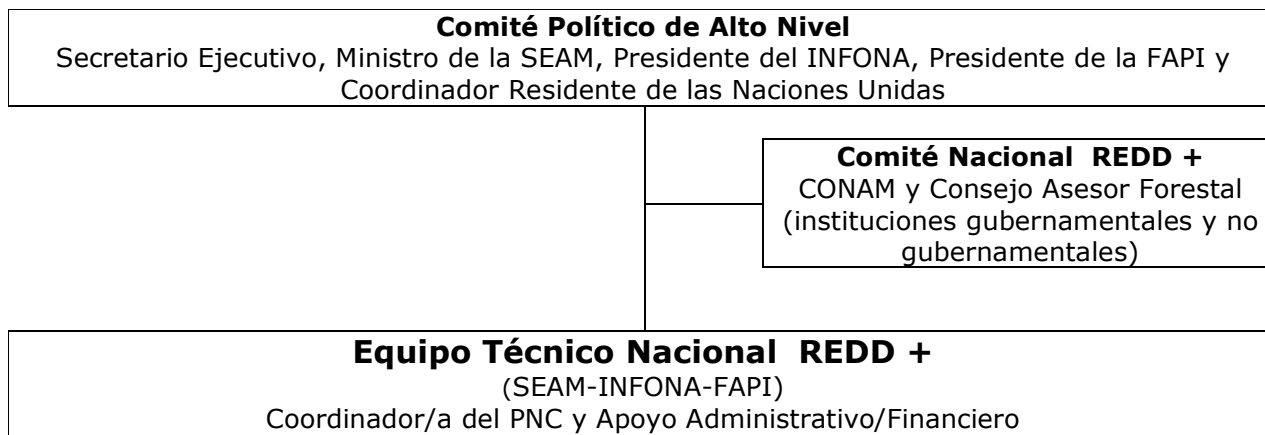 Comité Político de Alto Nivel
Secretario Ejecutivo, Ministro de la SEAM, Presidente del INFONA, Presidente de la FAPI y
Coordinador Residente de las Naciones Unidas
Comité Nacional REDD +
CONAM y Consejo Asesor Forestal
(instituciones gubernamentales y no
gubernamentales)
Equipo Técnico Nacional REDD +
(SEAM-INFONA-FAPI)
Coordinador/a del PNC y Apoyo Administrativo/Financiero